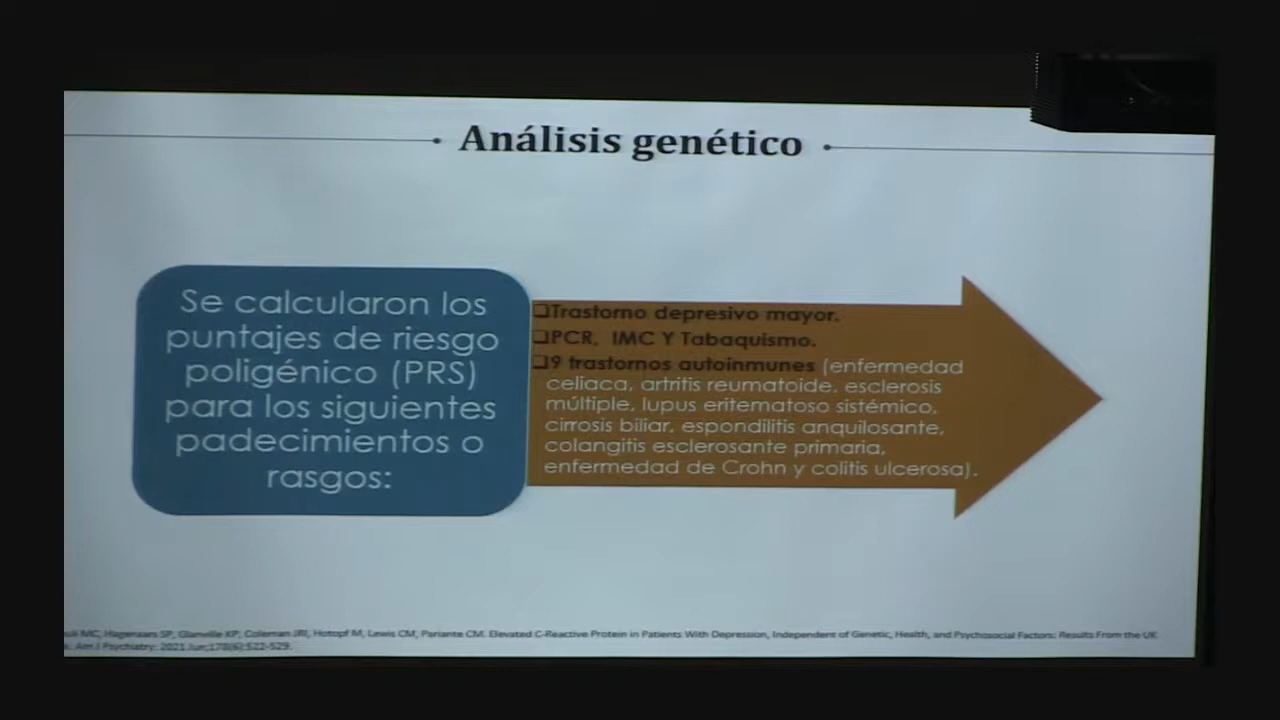 Análisis genético
Se calcularon los
puntajes de riesgo
poligénico (PRS)
para los siguientes
padecimientos o
rasgos:
❑Trastorno depresivo mayor.
❑PCR, IMC Y Tabaquismo.
❑9 trastornos autoinmunes (enfermedad
celiaca, artritis reumatoide. esclerosis
múltiple, lupus eritematoso sistémico,
cirrosis biliar, espondilitis anquilosante,
colangitis esclerosante primaria,
enfermedad de Crohn y colitis ulcerosa).
MC, Hagenaars SP, Glanville KP, Coleman JRI, Hotopf M, Lewis CM, Pariante CM. Elevated C-Reactive Protein in Patients With Depression, Independent of Genetic, Health, and Psychosocial Factors: Results From the UK
Am J Psychiatry. 2021 Jun;178(6):522-529.